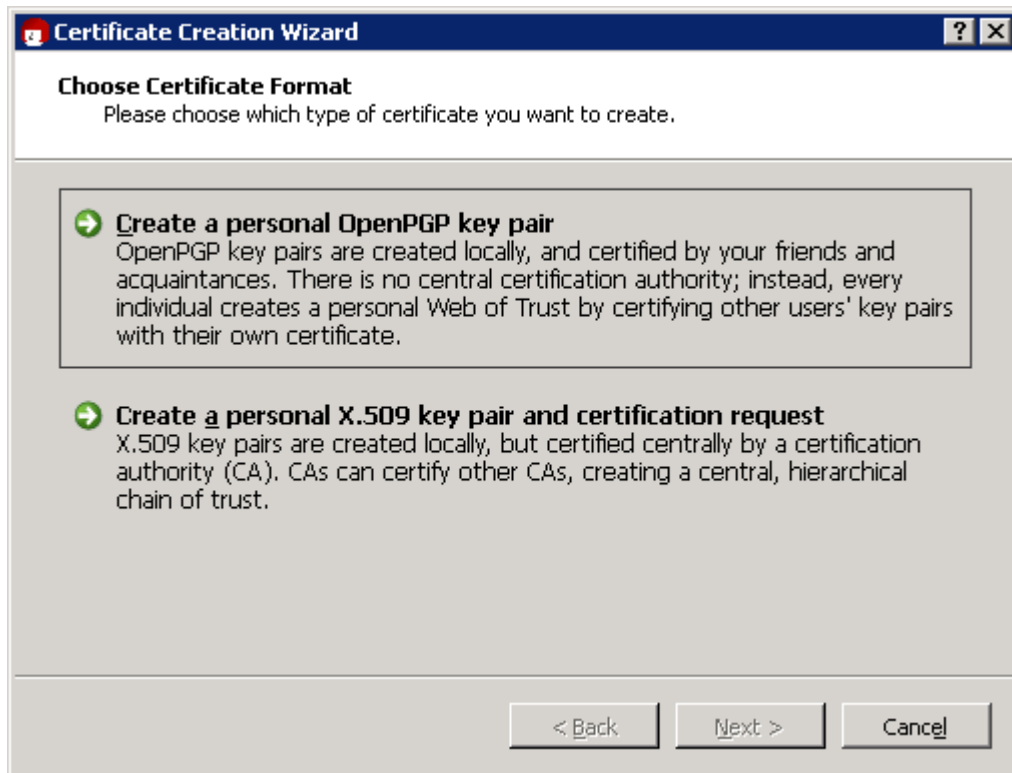 Certificate Creation Wizard
Choose Certificate Format
Please choose which type of certificate you want to create.
Create a personal OpenPGP key pair
OpenPGP key pairs are created locally, and certified by your friends and
acquaintances. There is no central certification authority; instead, every
individual creates a personal Web of Trust by certifying other users' key pairs
with their own certificate.
Create a personal X.509 key pair and certification request
X.509 key pairs are created locally, but certified centrally by a certification
authority (CA). CAs can certify other CAs, creating a central, hierarchical
chain of trust.
< Back Next > Cancel